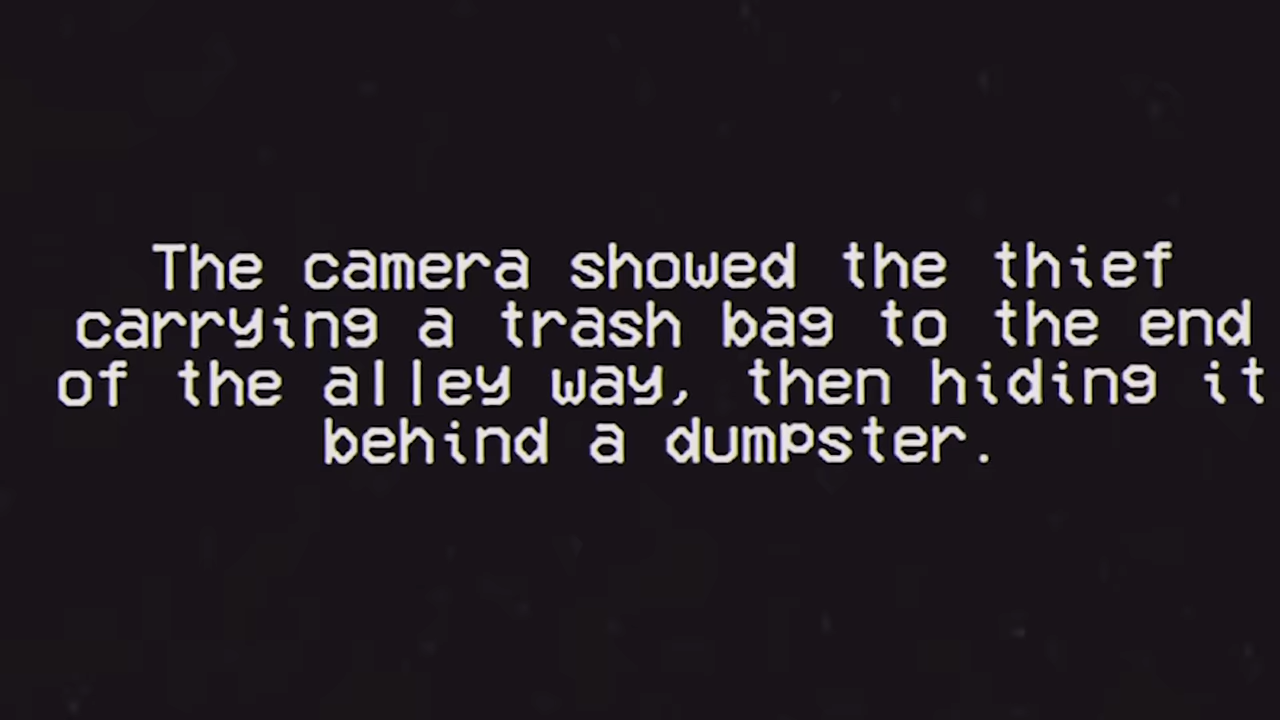 The camera showed the thief
carrying a trash bag to the end
of the alley way, then hiding it
behind a dumpster.